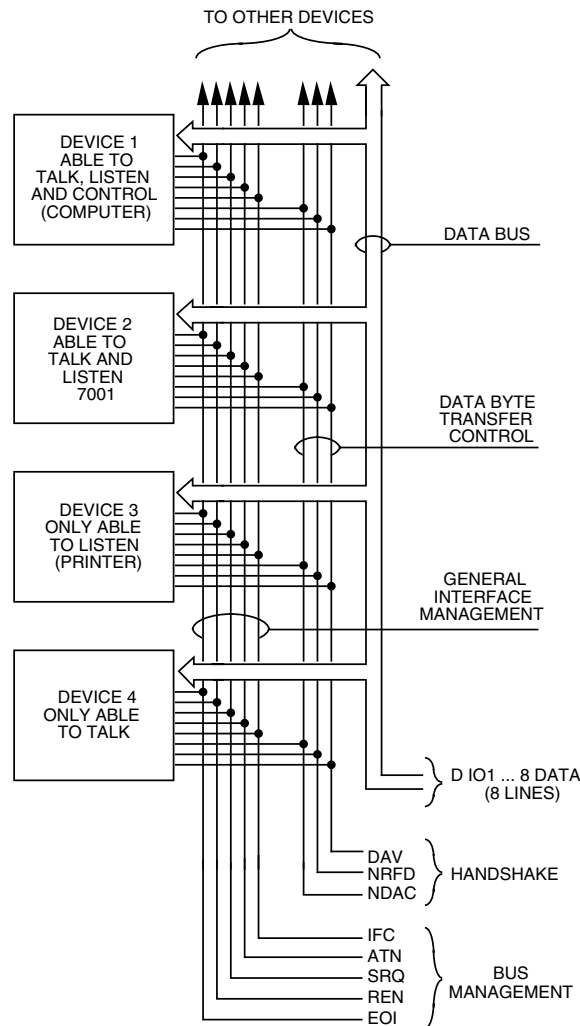 TO OTHER DEVICES
DEVICE 1
ABLE TO
TALK, LISTEN
AND CONTROL
(COMPUTER)
DATA BUS
DEVICE 2
ABLE TO
TALK AND
LISTEN
7001
DATA BYTE
TRANSFER
CONTROL
DEVICE 3
ONLY ABLE
TO LISTEN
(PRINTER)
GENERAL
INTERFACE
MANAGEMENT
DEVICE 4
ONLY ABLE
TO TALK
D IO1 ... 8 DATA
(8 LINES)
DAV
NRFD
NDAC
HANDSHAKE
IFC
ATN
SRQ
REN
EOI
BUS
MANAGEMENT